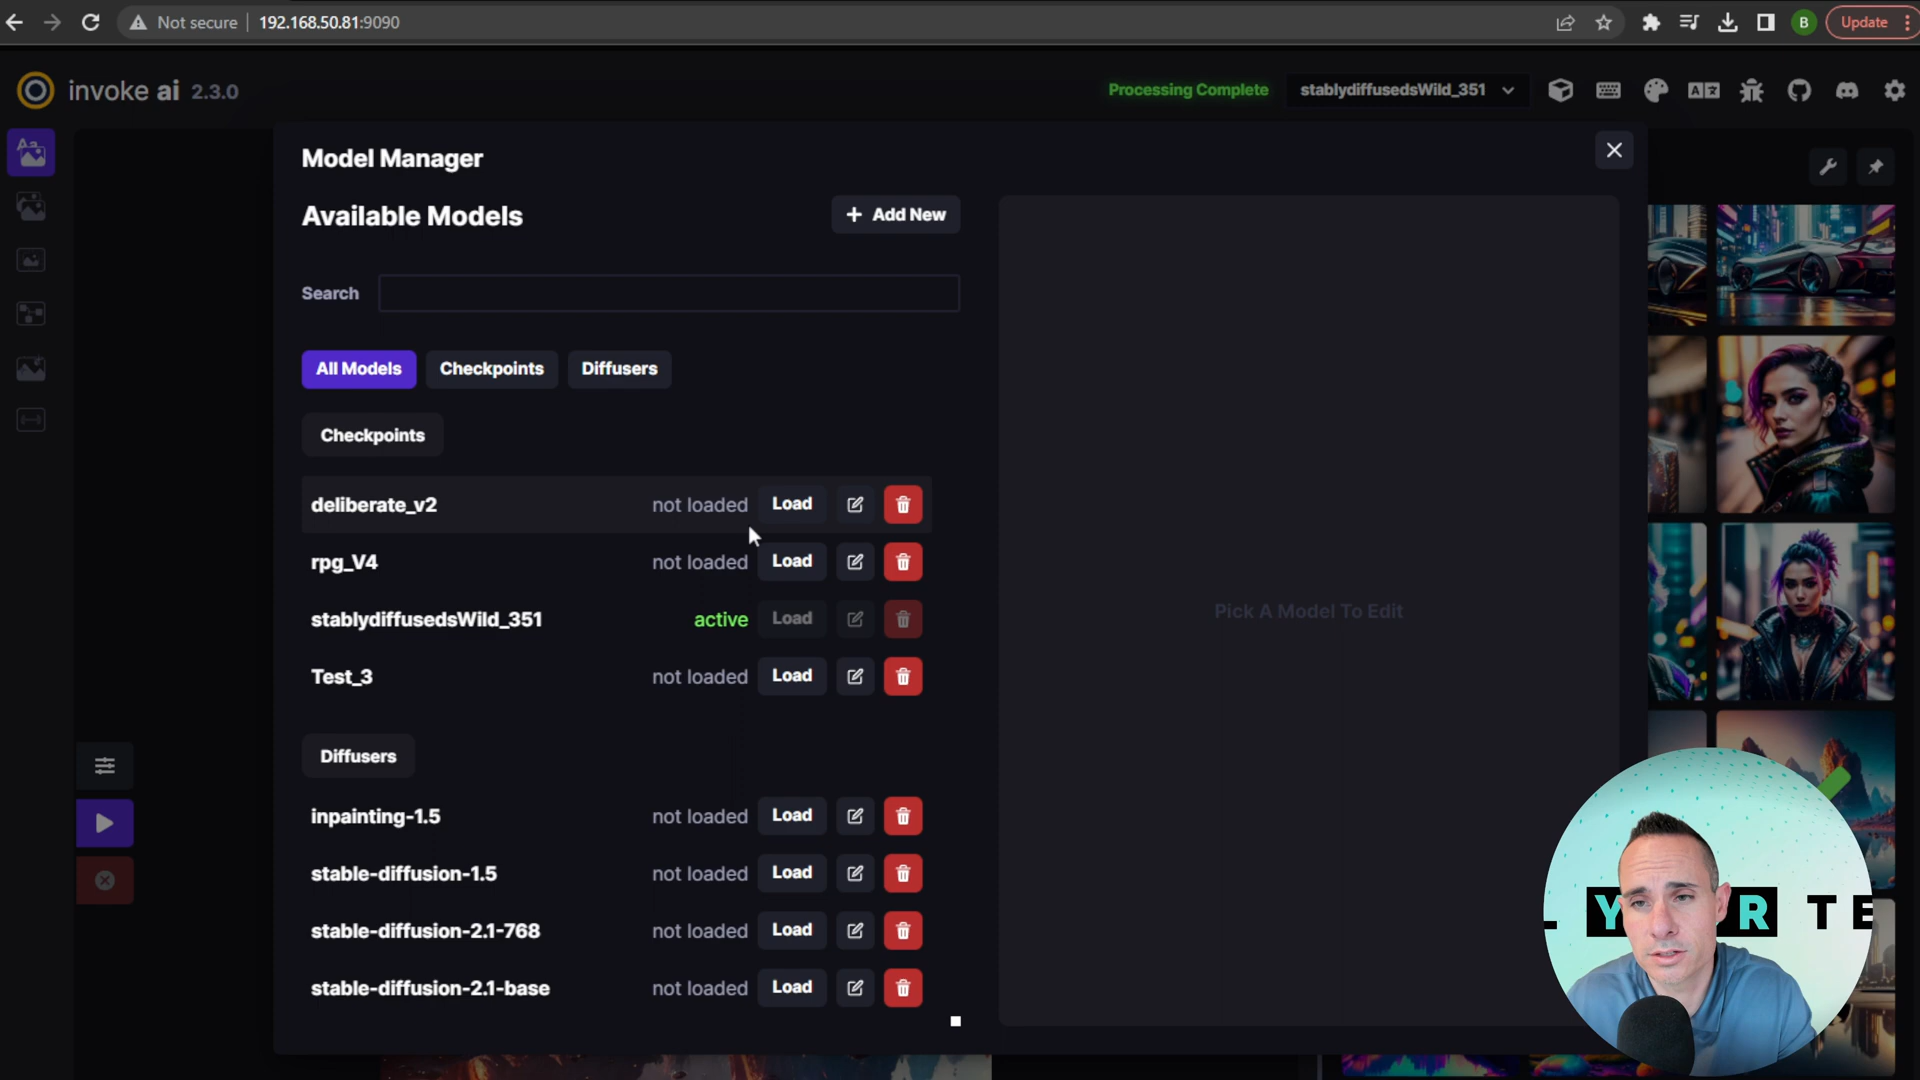 Not secure 192.168.50.81:9090 B Update
invoke ai 2.3.0 Processing Complete stablydiffusedsWild_351
Model Manager
Available Models + Add New
Search
All Models Checkpoints Diffusers
Checkpoints
deliberate_v2 not loaded Load
rpg_V4 not loaded Load
stablydiffusedsWild_351 active Load
Test_3 not loaded Load
Pick A Model To Edit
Diffusers
inpainting-1.5 not loaded Load
stable-diffusion-1.5 not loaded Load
stable-diffusion-2.1-768 not loaded Load
stable-diffusion-2.1-base not loaded Load